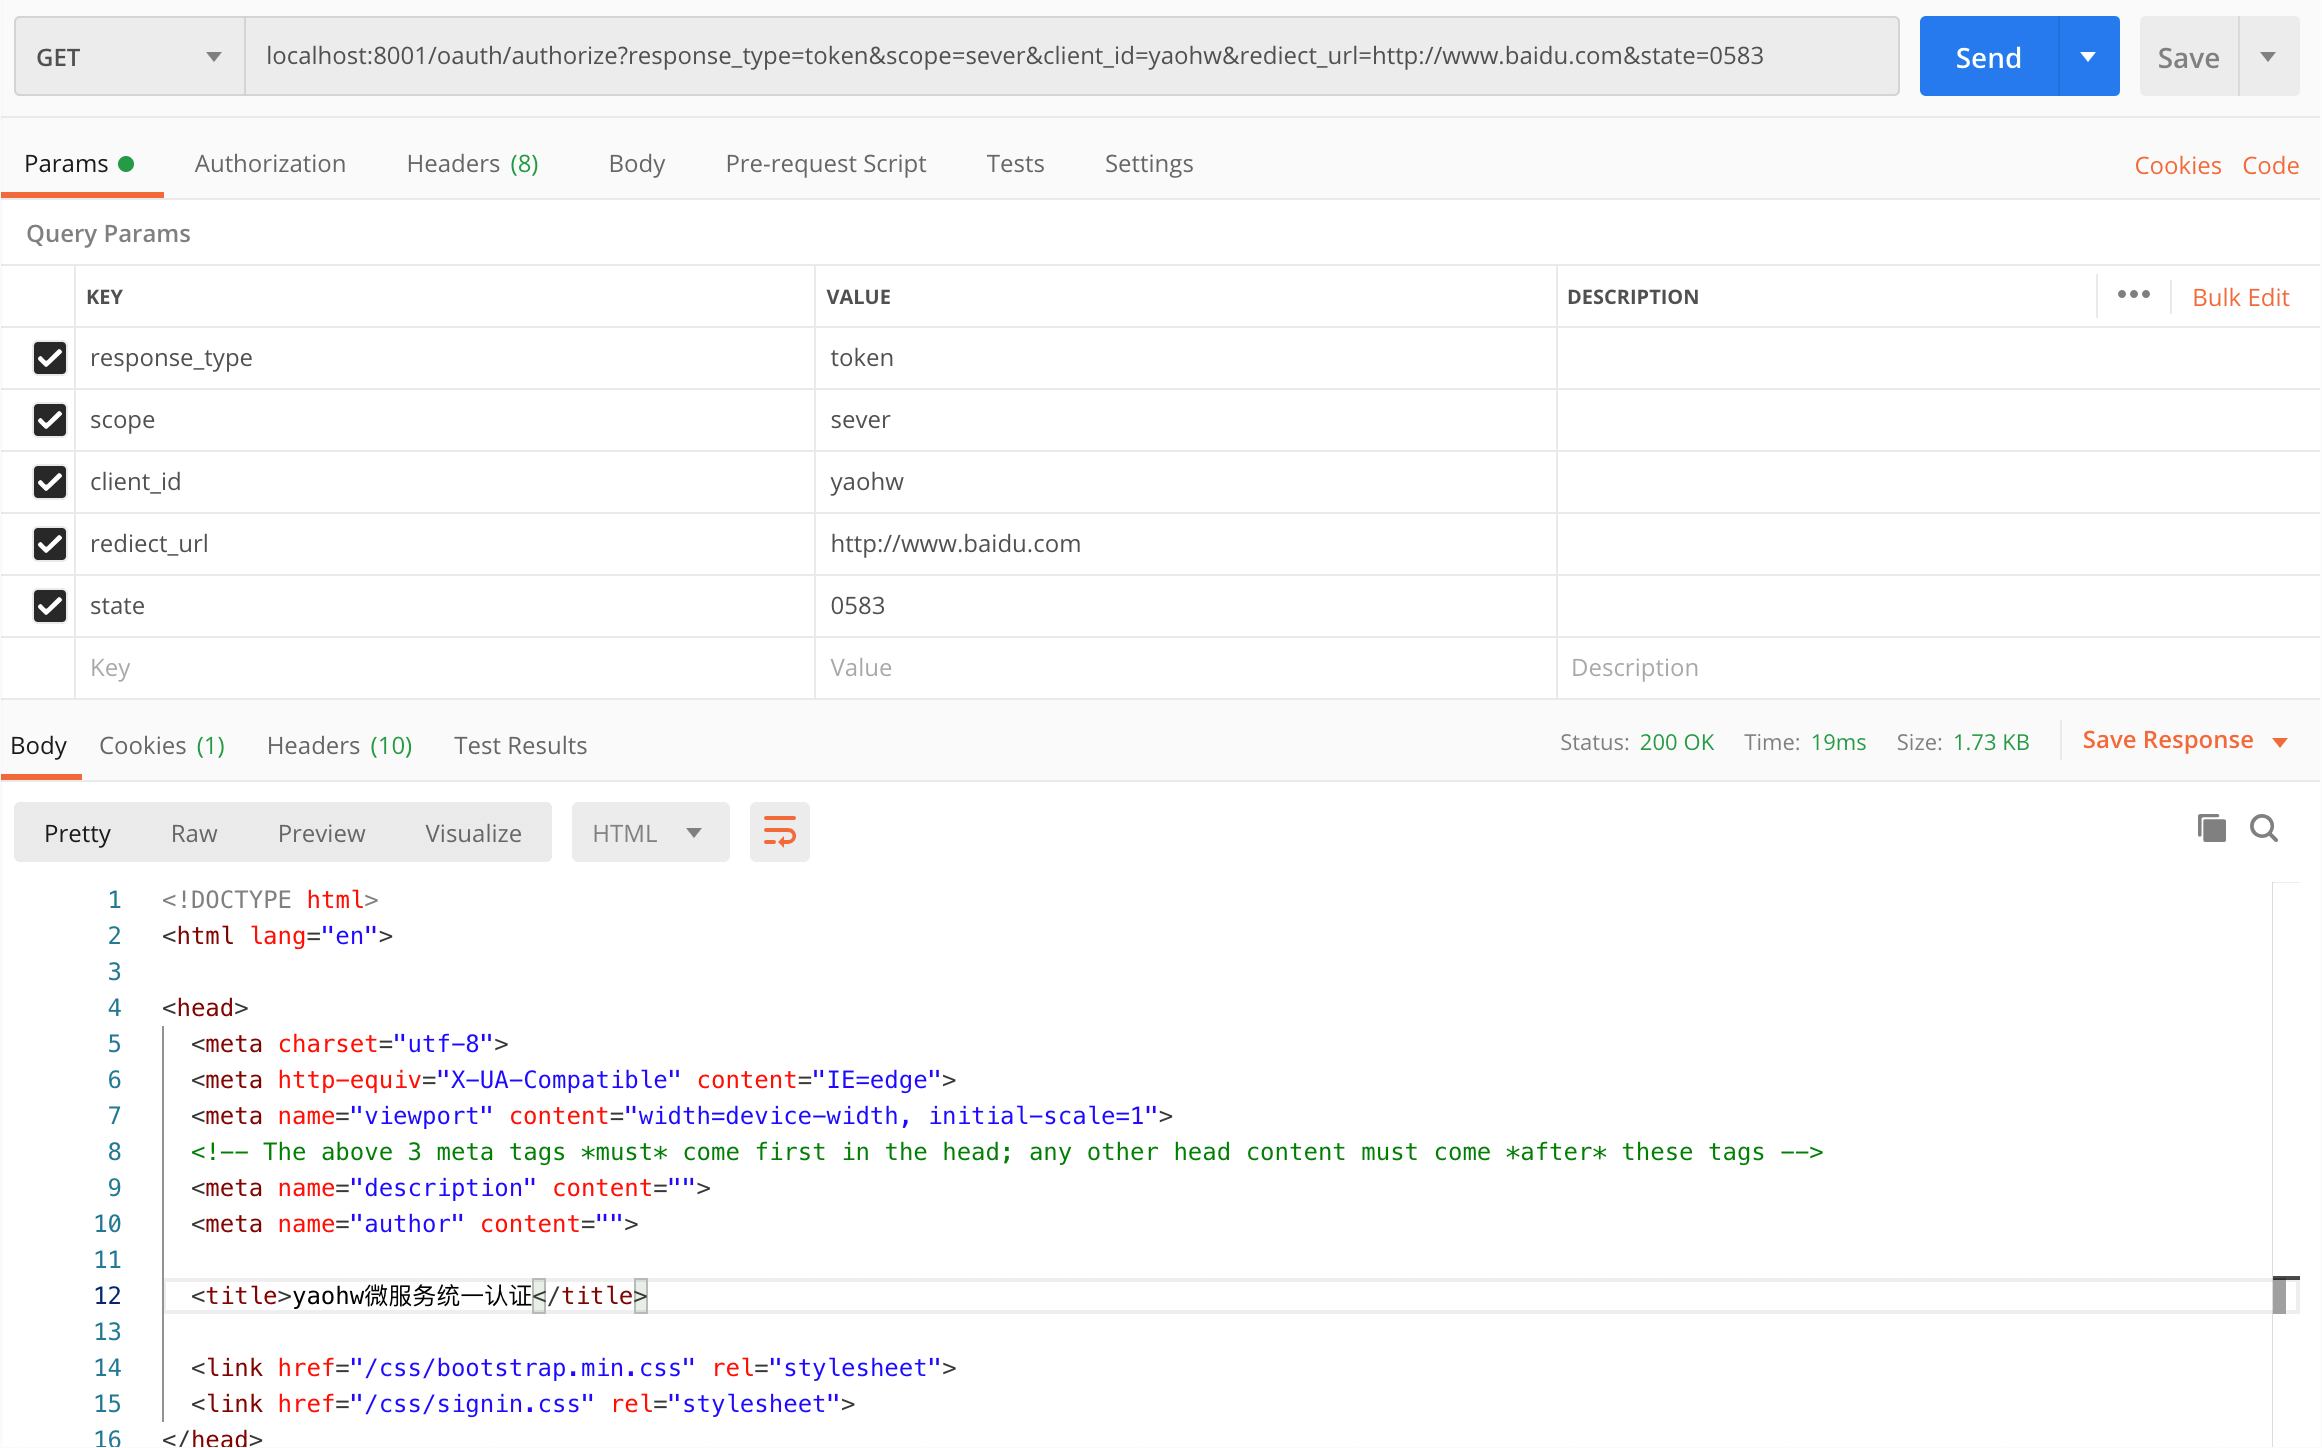 GET localhost:8001/oauth/authorize?response_type=token&scope=sever&client_id=yaohw&rediect_url=http://www.baidu.com&state=0583 Send Save
Params Authorization Headers (8) Body Pre-request Script Tests Settings Cookies Code
Query Params
KEY VALUE DESCRIPTION ••• Bulk Edit
response_type token
scope sever
client_id yaohw
rediect_url http://www.baidu.com
state 0583
Key Value Description
Body Cookies (1) Headers (10) Test Results Status: 200 OK Time: 19ms Size: 1.73 KB Save Response
Pretty Raw Preview Visualize HTML
1 <!DOCTYPE html>
2 <html lang="en">
3
4 <head>
5 <meta charset="utf-8">
6 <meta http-equiv="X-UA-Compatible" content="IE=edge">
7 <meta name="viewport" content="width=device-width, initial-scale=1">
8 <!-- The above 3 meta tags *must* come first in the head; any other head content must come *after* these tags -->
9 <meta name="description" content="">
10 <meta name="author" content="">
11
12 <title>yaohw微服务统一认证</title>
13
14 <link href="/css/bootstrap.min.css" rel="stylesheet">
15 <link href="/css/signin.css" rel="stylesheet">
16 </head>